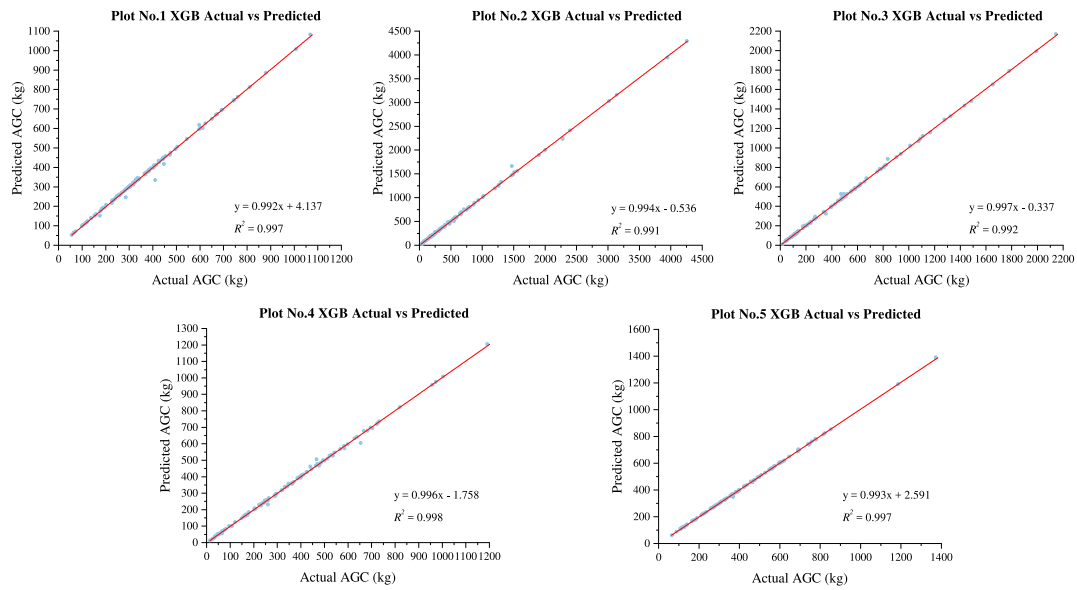 Plot No.1 XGB Actual vs Predicted
1100
1000
900
800
700
600
500
400
300
200
100
0
Predicted AGC (kg)
0 100 200 300 400 500 600 700 800 900 1000 1100 1200
Actual AGC (kg)
y = 0.992x + 4.137
R² = 0.997
Plot No.2 XGB Actual vs Predicted
4500
4000
3500
3000
2500
2000
1500
1000
500
0
Predicted AGC (kg)
0 500 1000 1500 2000 2500 3000 3500 4000 4500
Actual AGC (kg)
y = 0.994x - 0.536
R² = 0.991
Plot No.3 XGB Actual vs Predicted
2200
2000
1800
1600
1400
1200
1000
800
600
400
200
0
Predicted AGC (kg)
0 200 400 600 800 1000 1200 1400 1600 1800 2000 2200
Actual AGC (kg)
y = 0.997x - 0.337
R² = 0.992
Plot No.4 XGB Actual vs Predicted
1300
1200
1100
1000
900
800
700
600
500
400
300
200
100
0
Predicted AGC (kg)
0 100 200 300 400 500 600 700 800 900 1000 1100 1200
Actual AGC (kg)
y = 0.996x - 1.758
R² = 0.998
Plot No.5 XGB Actual vs Predicted
1600
1400
1200
1000
800
600
400
200
0
Predicted AGC (kg)
0 200 400 600 800 1000 1200 1400
Actual AGC (kg)
y = 0.993x + 2.591
R² = 0.997